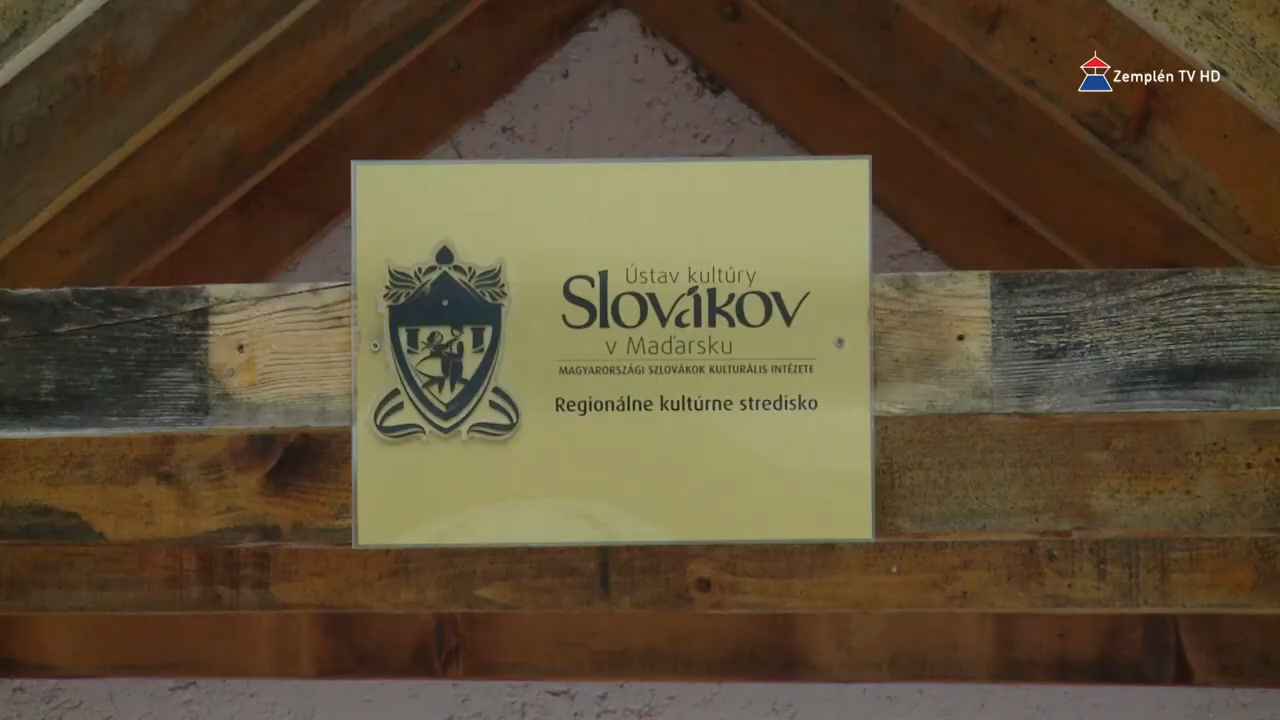 Zemplén TV HD
Ústav kultúry
Slovákov
v Maďarsku
MAGYARORSZÁGI SZLOVÁKOK KULTURÁLIS INTÉZETE
Regionálne kultúrne stredisko